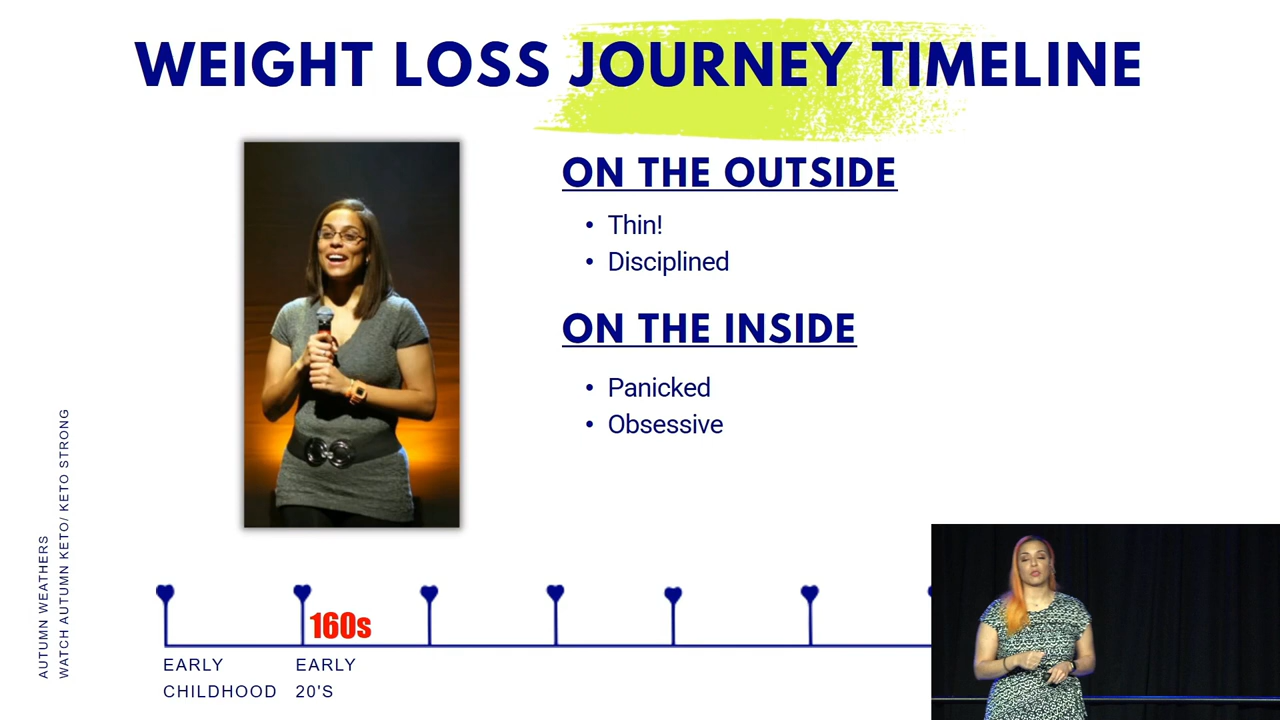 WEIGHT LOSS JOURNEY TIMELINE
ON THE OUTSIDE
• Thin!
• Disciplined
ON THE INSIDE
• Panicked
• Obsessive
AUTUMN WEATHERS
WATCH AUTUMN KETO/ KETO STRONG
160s
EARLY
CHILDHOOD
EARLY
20'S